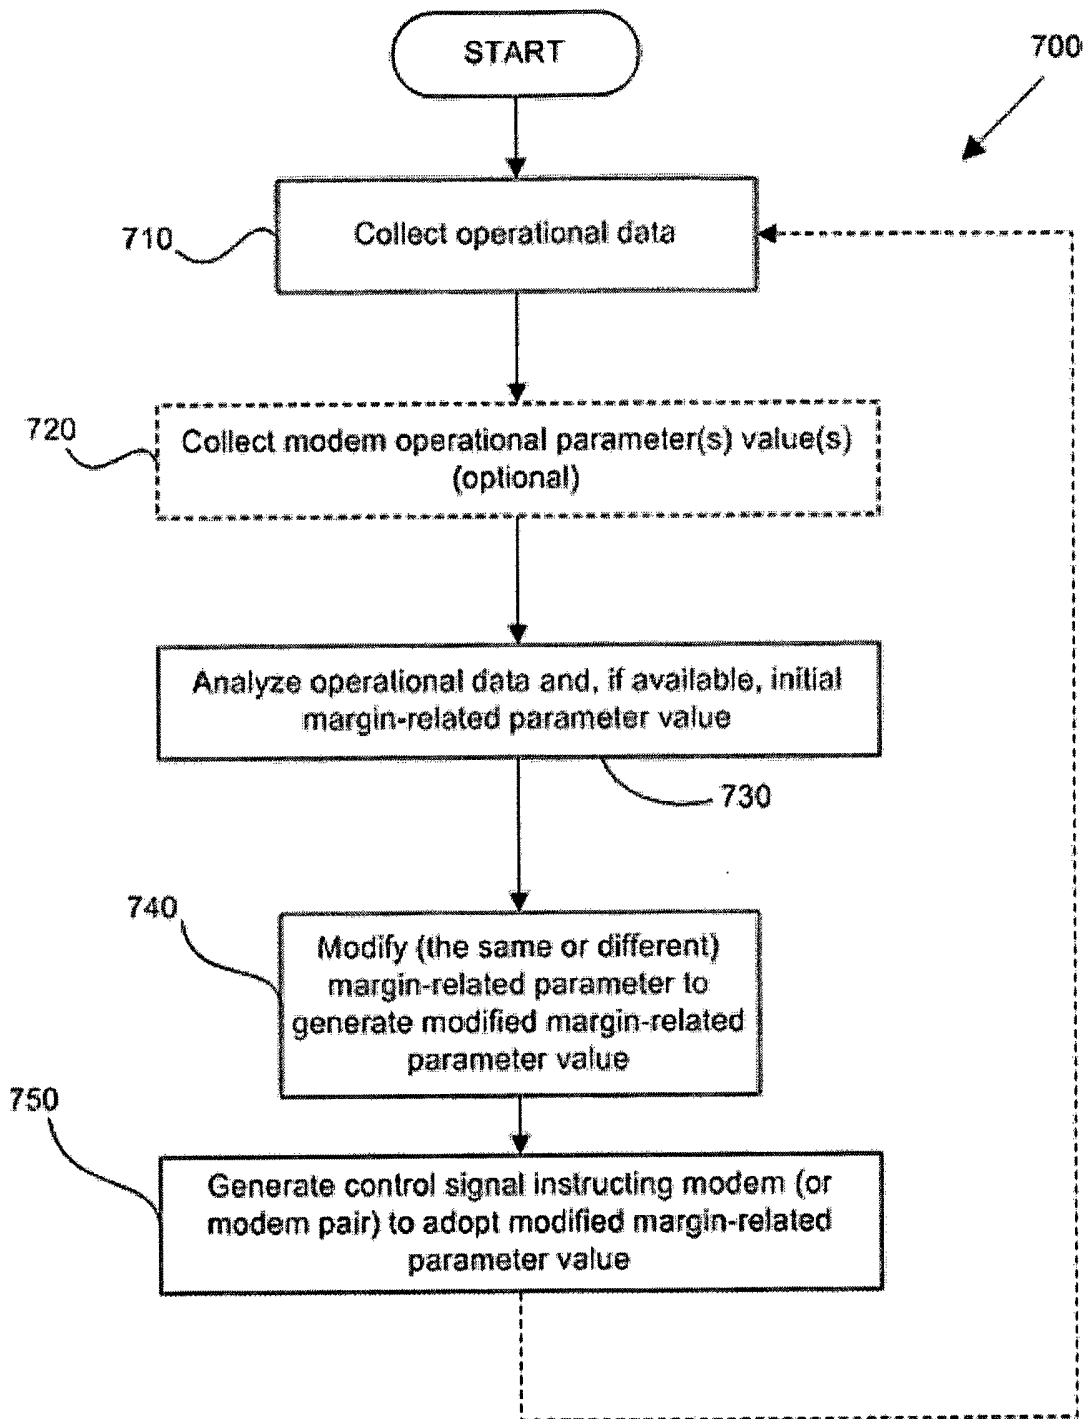 START
700
710
Collect operational data
720
Collect modem operational parameter(s) value(s)
(optional)
Analyze operational data and, if available, initial
margin-related parameter value
730
740
Modify (the same or different)
margin-related parameter to
generate modified margin-related
parameter value
750
Generate control signal instructing modem (or
modem pair) to adopt modified margin-related
parameter value